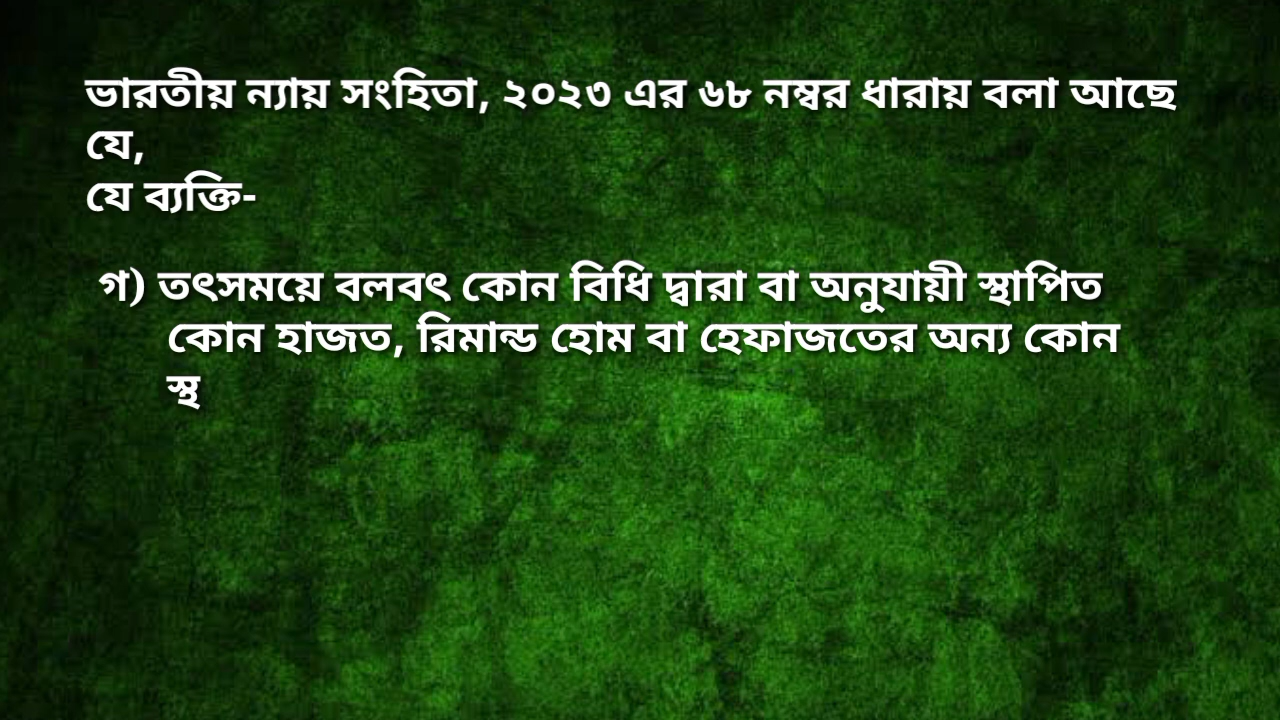 ভারতীয় ন্যায় সংহিতা, ২০২৩ এর ৬৮ নম্বর ধারায় বলা আছে
যে,
যে ব্যক্তি-
গ) তৎসময়ে বলবৎ কোন বিধি দ্বারা বা অনুযায়ী স্থাপিত
কোন হাজত, রিমান্ড হোম বা হেফাজতের অন্য কোন
স্থ